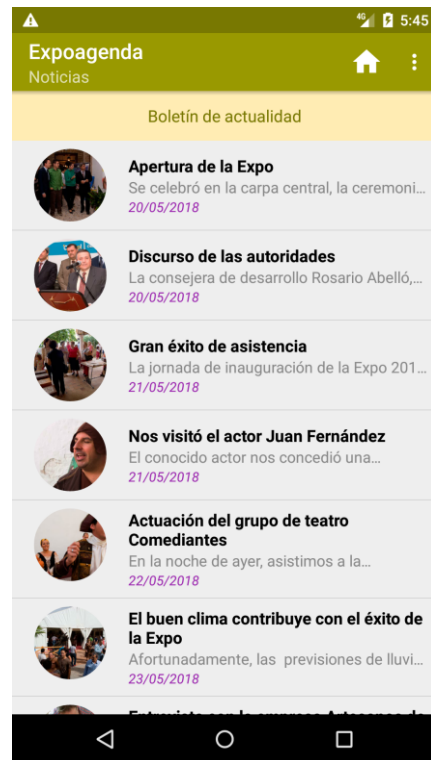 4G 5:45
Expoagenda
Noticias
Boletín de actualidad
Apertura de la Expo
Se celebró en la carpa central, la ceremoni...
20/05/2018
Discurso de las autoridades
La consejera de desarrollo Rosario Abelló,...
20/05/2018
Gran éxito de asistencia
La jornada de inauguración de la Expo 201...
21/05/2018
Nos visitó el actor Juan Fernández
El conocido actor nos concedió una...
21/05/2018
Actuación del grupo de teatro
Comediantes
En la noche de ayer, asistimos a la...
22/05/2018
El buen clima contribuye con el éxito de
la Expo
Afortunadamente, las  previsiones de lluvi...
23/05/2018